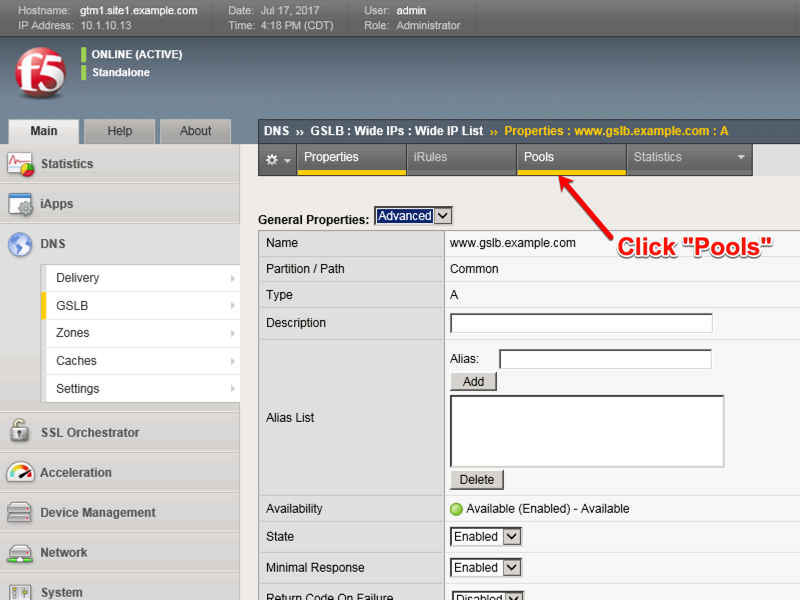 Hostname: gtm1.site1.example.com Date: Jul 17, 2017 User: admin
IP Address: 10.1.10.13 Time: 4:18 PM (CDT) Role: Administrator
f5
ONLINE (ACTIVE)
Standalone
Main Help About
DNS ›› GSLB : Wide IPs : Wide IP List ›› Properties : www.gslb.example.com : A
Properties iRules Pools Statistics
Statistics
iApps
DNS
Delivery
GSLB
Zones
Caches
Settings
SSL Orchestrator
Acceleration
Device Management
Network
System
General Properties: Advanced
Click "Pools"
Name www.gslb.example.com
Partition / Path Common
Type A
Description
Alias List
Alias:
Add
Delete
Availability Available (Enabled) - Available
State Enabled
Minimal Response Enabled
Return Code On Failure Disabled